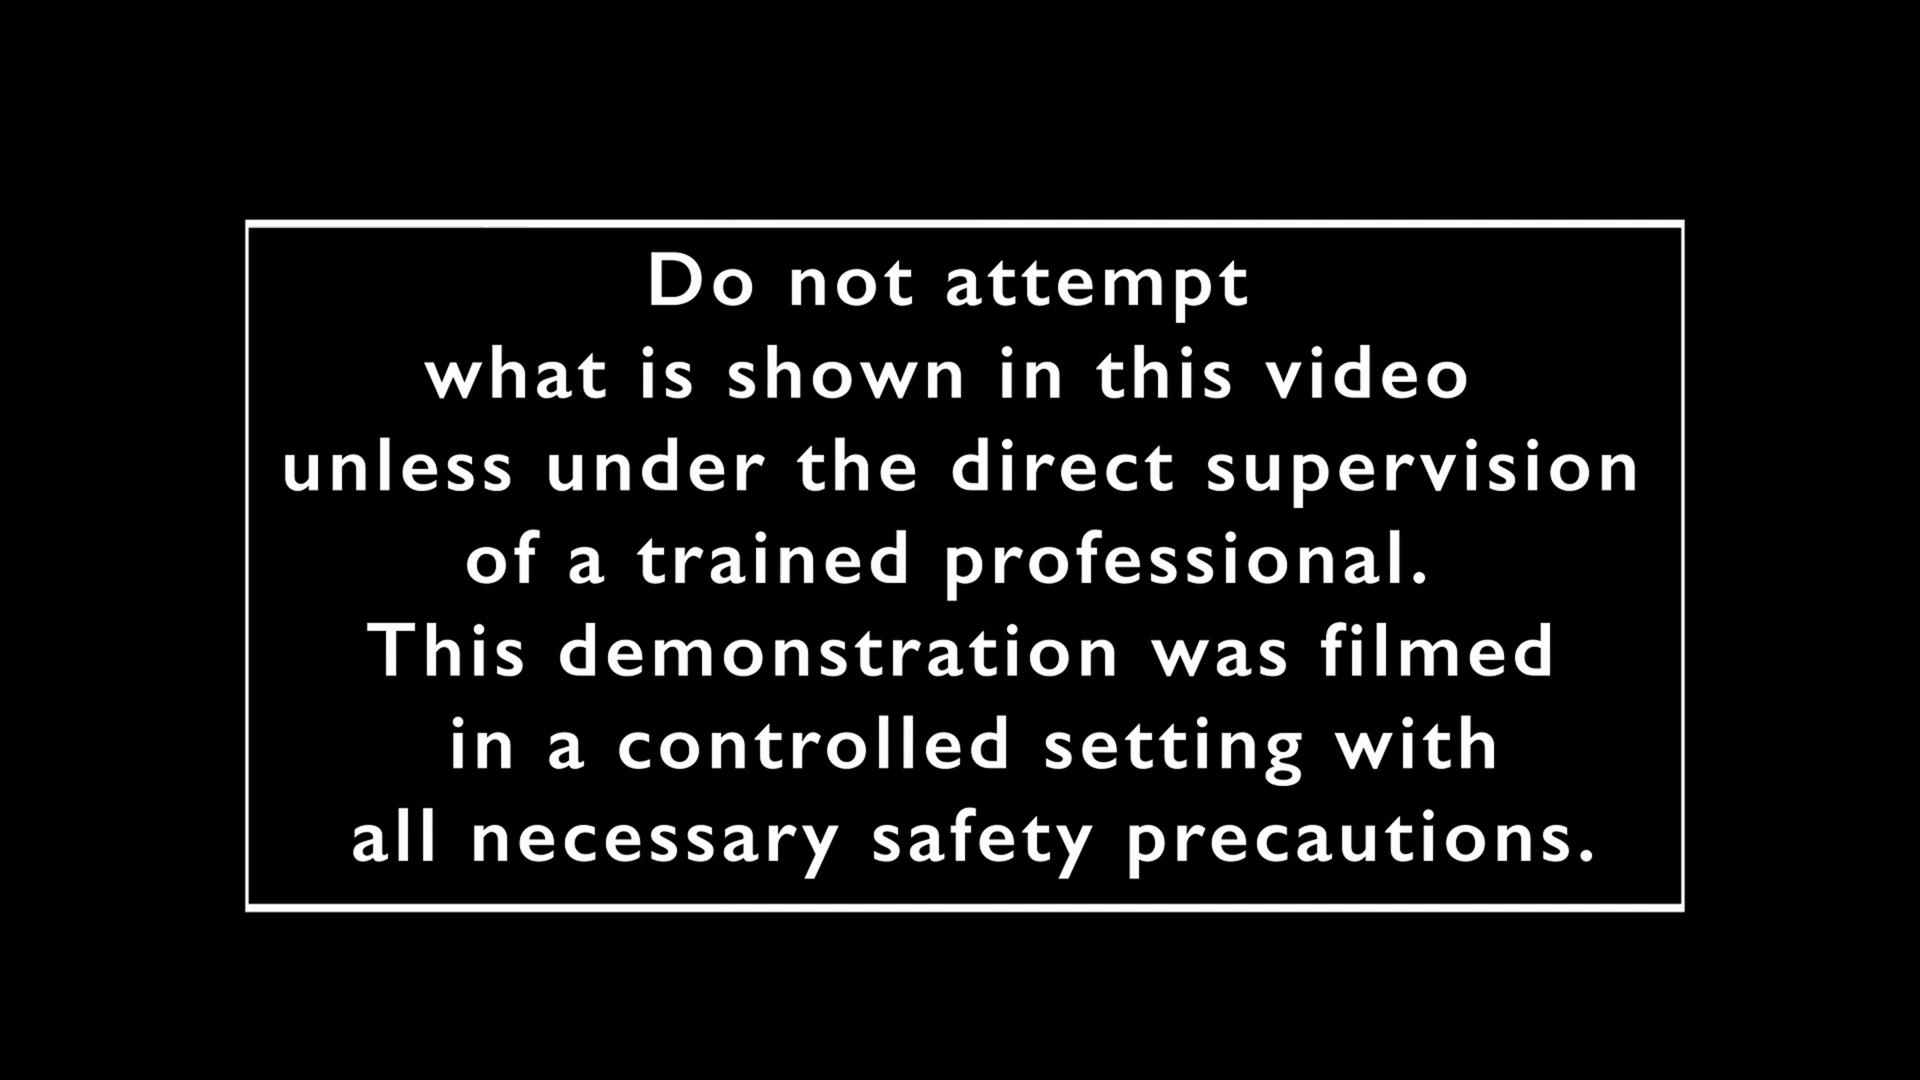 Do not attempt
what is shown in this video
unless under the direct supervision
of a trained professional.
This demonstration was filmed
in a controlled setting with
all necessary safety precautions.